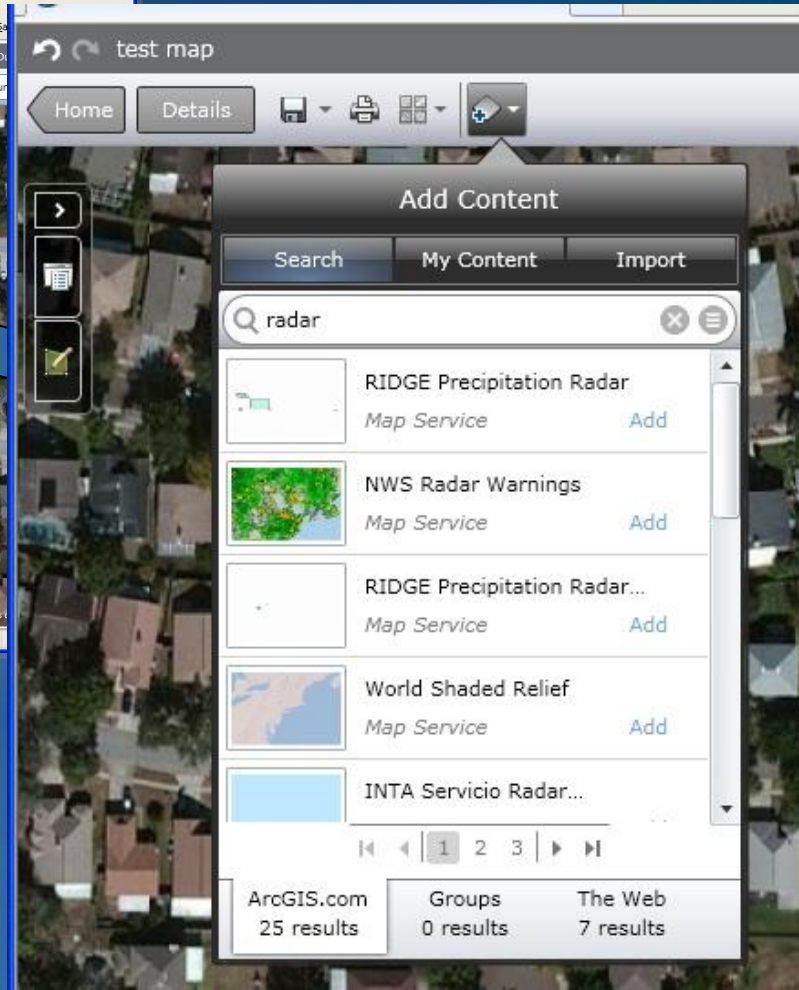 test map
Home
Details
Add Content
Search
My Content
Import
radar
RIDGE Precipitation Radar
Map Service
Add
NWS Radar Warnings
Map Service
Add
RIDGE Precipitation Radar...
Map Service
Add
World Shaded Relief
Map Service
Add
INTA Servicio Radar...
1 2 3
ArcGIS.com
25 results
Groups
0 results
The Web
7 results